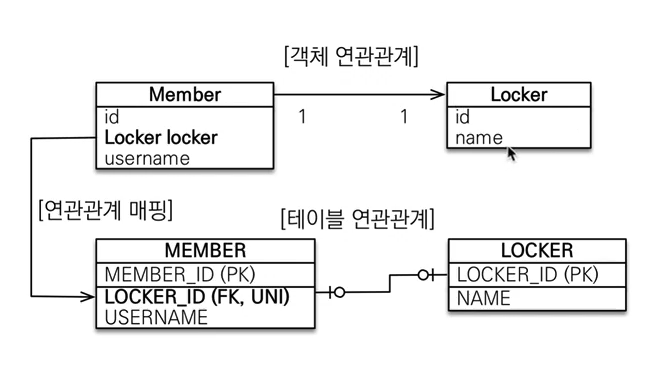 [객체 연관관계]
Member
id
Locker locker
username
1
1
Locker
id
name
[연관관계 매핑]
[테이블 연관관계]
MEMBER
MEMBER_ID (PK)
LOCKER_ID (FK, UNI)
USERNAME
LOCKER
LOCKER_ID (PK)
NAME